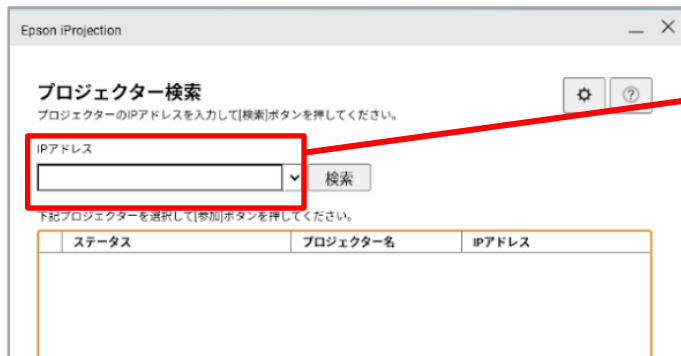 Epson iProjection
プロジェクター検索
プロジェクターのIPアドレスを入力して[検索]ボタンを押してください。
IPアドレス
検索
下記プロジェクターを選択して[参加]ボタンを押してください。
ステータス プロジェクター名 IPアドレス